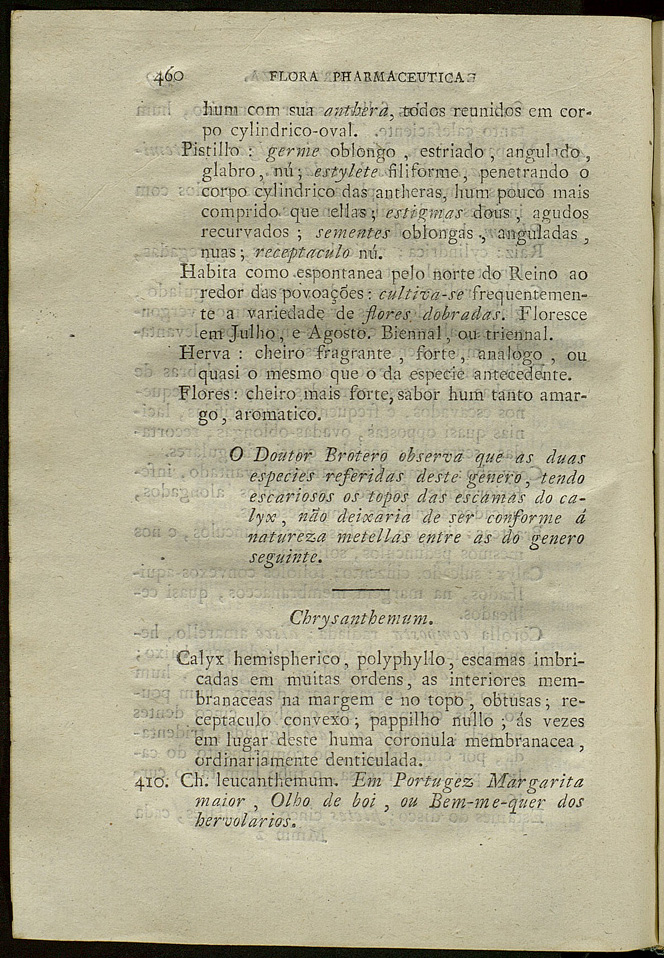 460 FLORA PHARMACEUTICA
hum com sua anthéra, todos reunidos em cor-
po cylindrico-oval.
Pistillo : germe oblongo , estriado , angulado ,
glabro, nú; estylete filiforme, penetrando o
corpo cylindrico das antheras, hum pouco mais
comprido que ellas ; estigmas dous , agudos
recurvados ; sementes oblongas , anguladas ,
nuas ; receptaculo nú.
Habita como espontanea pelo norte do Reino ao
redor das povoações : cultiva-se frequentemen-
te a variedade de flores dobradas. Floresce
em Julho, e Agosto. Biennal, ou triennal.
Herva : cheiro fragrante , forte, analogo , ou
quasi o mesmo que o da especie antecedente.
Flores : cheiro mais forte, sabor hum tanto amar-
go, aromatico.
O Doutor Brotero observa que as duas
especies referidas deste genero, tendo
escariosos os topos das escamas do ca-
lyx , não deixaria de ser conforme á
natureza metellas entre as do genero
seguinte.
Chrysanthemum.
Calyx hemispherico, polyphyllo, escamas imbri-
cadas em muitas ordens, as interiores mem-
branaceas na margem e no topo , obtusas ; re-
ceptaculo convexo ; pappilho nullo ; ás vezes
em lugar deste huma coronula membranacea ,
ordinariamente denticulada.
410. Ch. leucanthemum. Em Portugez Margarita
maior , Olho de boi , ou Bem-me-quer dos
hervolarios.